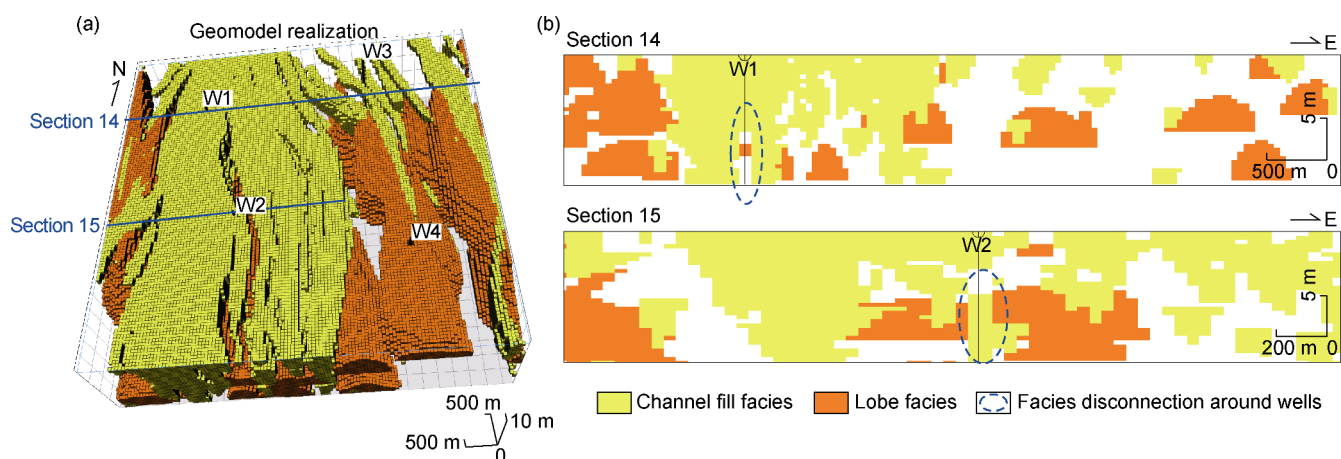 (a)
Geomodel realization
N
W1
W3
Section 14
Section 15
W2
W4
500 m
10 m
500 m
0
(b)
Section 14
E
W1
5 m
500 m 0
Section 15
E
W2
5 m
200 m 0
Channel fill facies Lobe facies Facies disconnection around wells